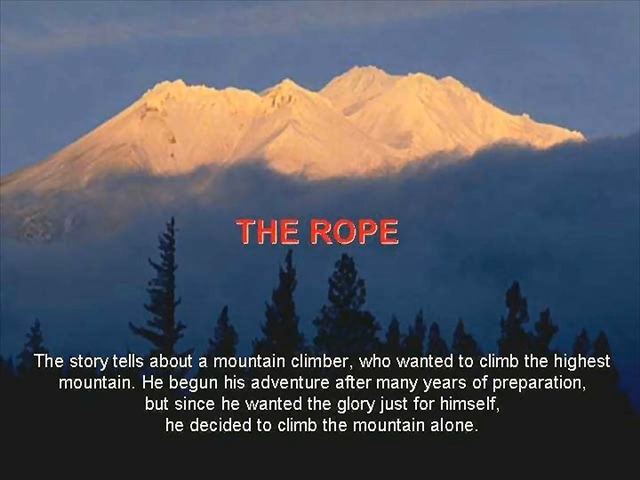 THE ROPE
The story tells about a mountain climber, who wanted to climb the highest
mountain. He begun his adventure after many years of preparation,
but since he wanted the glory just for himself,
he decided to climb the mountain alone.